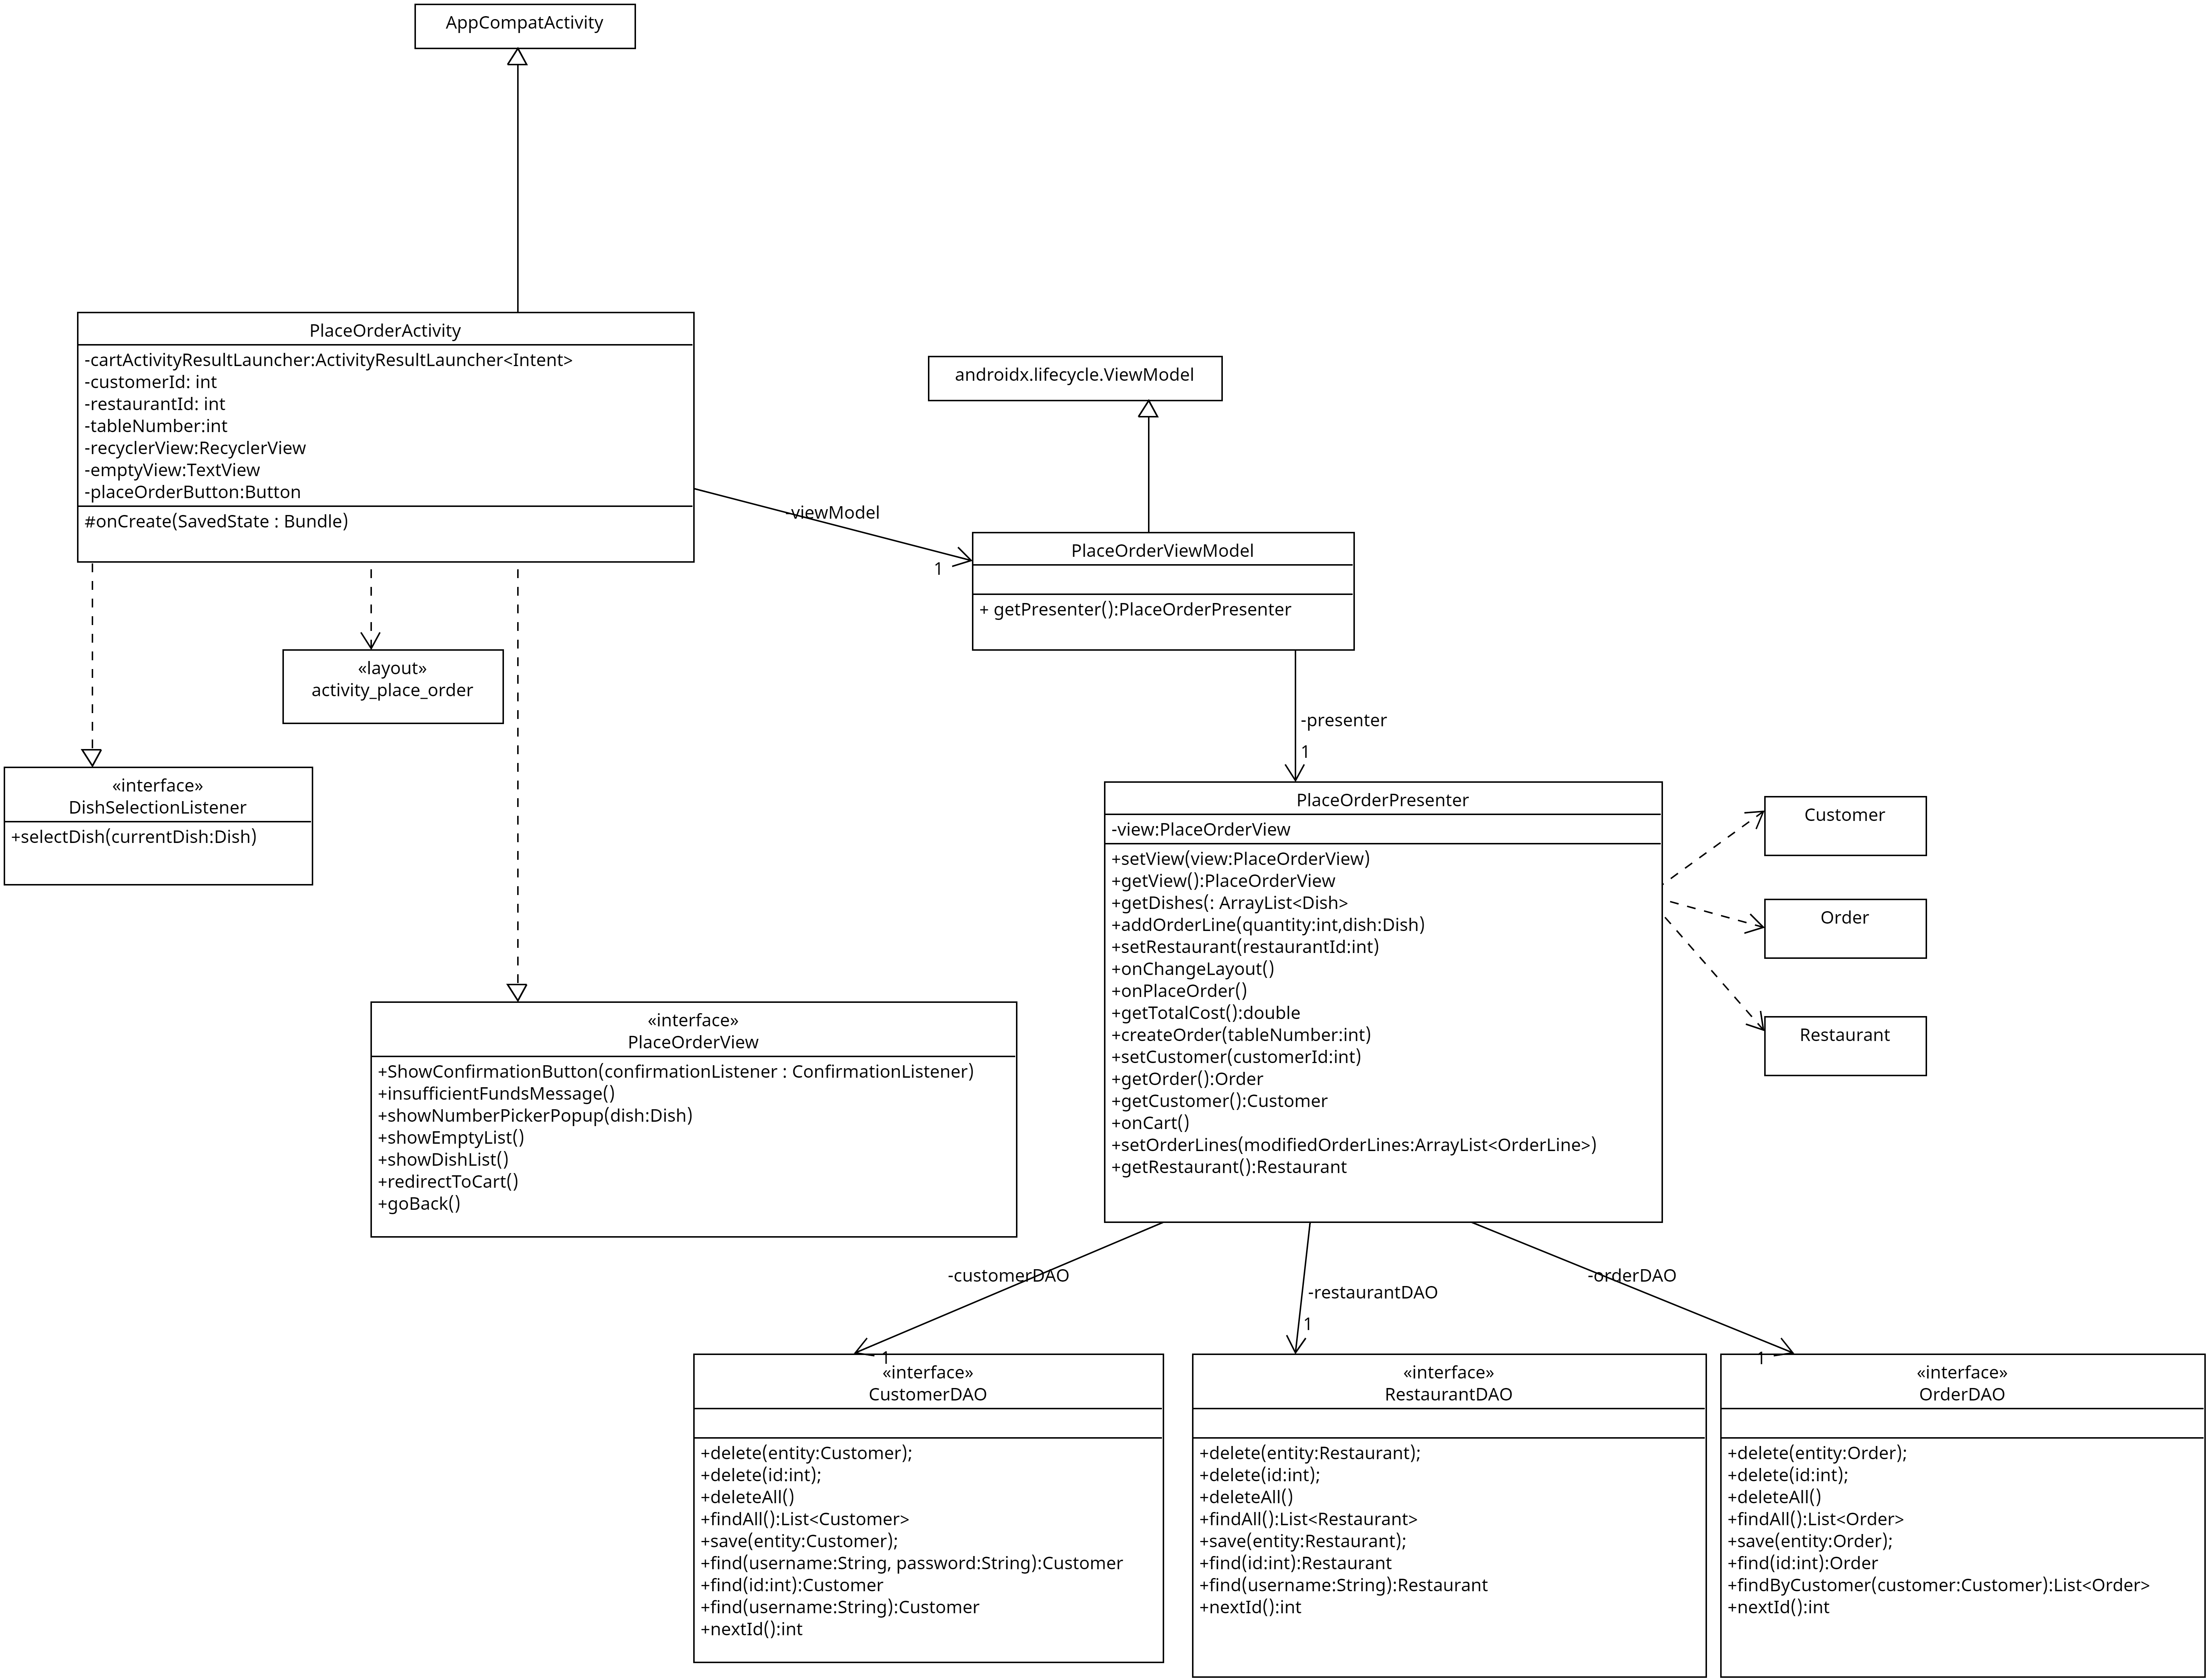 AppCompatActivity
PlaceOrderActivity
-cartActivityResultLauncher:ActivityResultLauncher<Intent>
-customerId: int
-restaurantId: int
-tableNumber:int
-recyclerView:RecyclerView
-emptyView:TextView
-placeOrderButton:Button
#onCreate(SavedState : Bundle)
androidx.lifecycle.ViewModel
-viewModel
1
PlaceOrderViewModel
+ getPresenter():PlaceOrderPresenter
«layout»
activity_place_order
-presenter
1
«interface»
DishSelectionListener
+selectDish(currentDish:Dish)
PlaceOrderPresenter
-view:PlaceOrderView
+setView(view:PlaceOrderView)
+getView():PlaceOrderView
+getDishes(: ArrayList<Dish>
+addOrderLine(quantity:int,dish:Dish)
+setRestaurant(restaurantId:int)
+onChangeLayout()
+onPlaceOrder()
+getTotalCost():double
+createOrder(tableNumber:int)
+setCustomer(customerId:int)
+getOrder():Order
+getCustomer():Customer
+onCart()
+setOrderLines(modifiedOrderLines:ArrayList<OrderLine>)
+getRestaurant():Restaurant
Customer
Order
Restaurant
«interface»
PlaceOrderView
+ShowConfirmationButton(confirmationListener : ConfirmationListener)
+insufficientFundsMessage()
+showNumberPickerPopup(dish:Dish)
+showEmptyList()
+showDishList()
+redirectToCart()
+goBack()
-customerDAO
1
-restaurantDAO
1
-orderDAO
1
«interface»
CustomerDAO
+delete(entity:Customer);
+delete(id:int);
+deleteAll()
+findAll():List<Customer>
+save(entity:Customer);
+find(username:String, password:String):Customer
+find(id:int):Customer
+find(username:String):Customer
+nextId():int
«interface»
RestaurantDAO
+delete(entity:Restaurant);
+delete(id:int);
+deleteAll()
+findAll():List<Restaurant>
+save(entity:Restaurant);
+find(id:int):Restaurant
+find(username:String):Restaurant
+nextId():int
«interface»
OrderDAO
+delete(entity:Order);
+delete(id:int);
+deleteAll()
+findAll():List<Order>
+save(entity:Order);
+find(id:int):Order
+findByCustomer(customer:Customer):List<Order>
+nextId():int